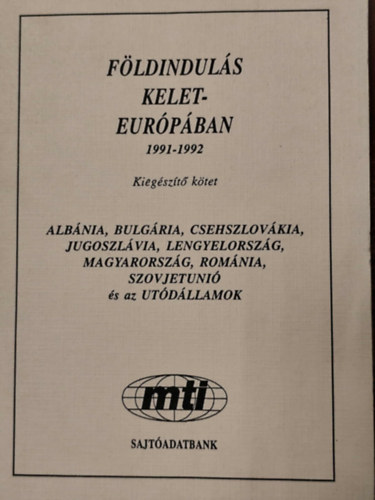 FÖLDINDULÁS
KELET-
EURÓPÁBAN
1991-1992
Kiegészítő kötet
ALBÁNIA, BULGÁRIA, CSEHSZLOVÁKIA,
JUGOSZLÁVIA, LENGYELORSZÁG,
MAGYARORSZÁG, ROMÁNIA,
SZOVJETUNIÓ
és az UTÓDÁLLAMOK
mti
SAJTÓADATBANK